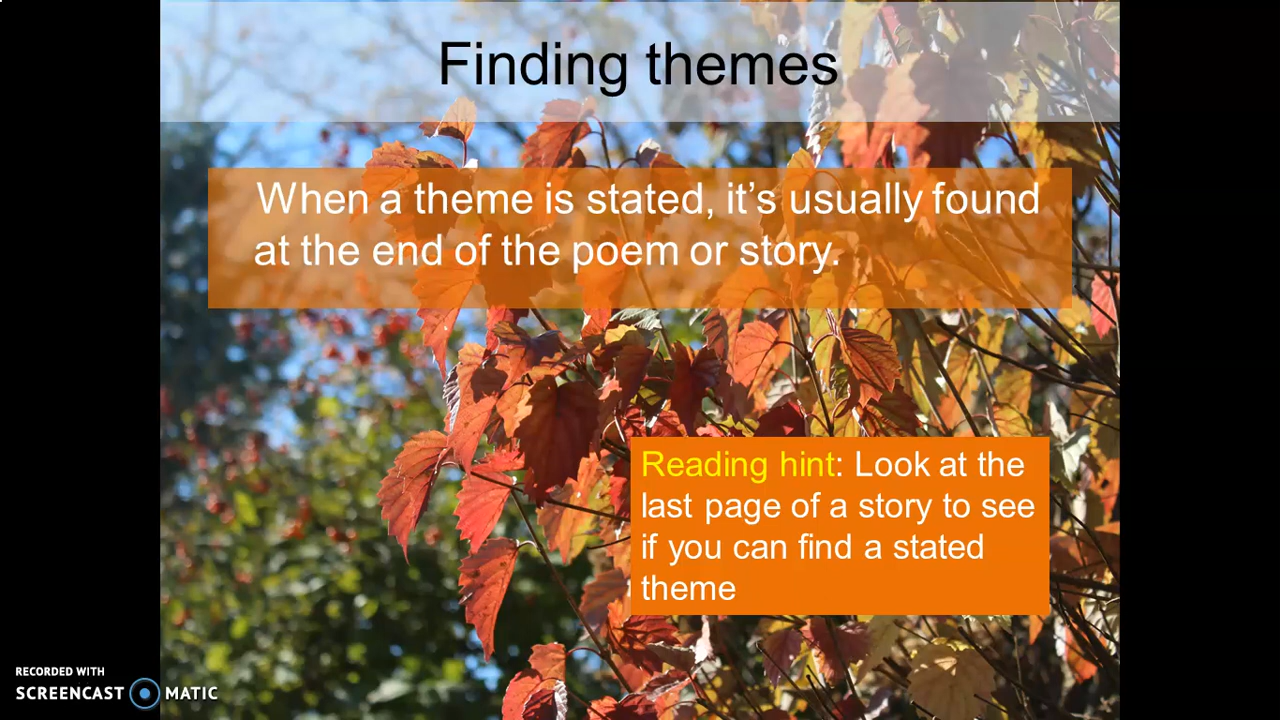 Finding themes
When a theme is stated, it’s usually found
at the end of the poem or story.
Reading hint: Look at the
last page of a story to see
if you can find a stated
theme
RECORDED WITH
SCREENCAST MATIC